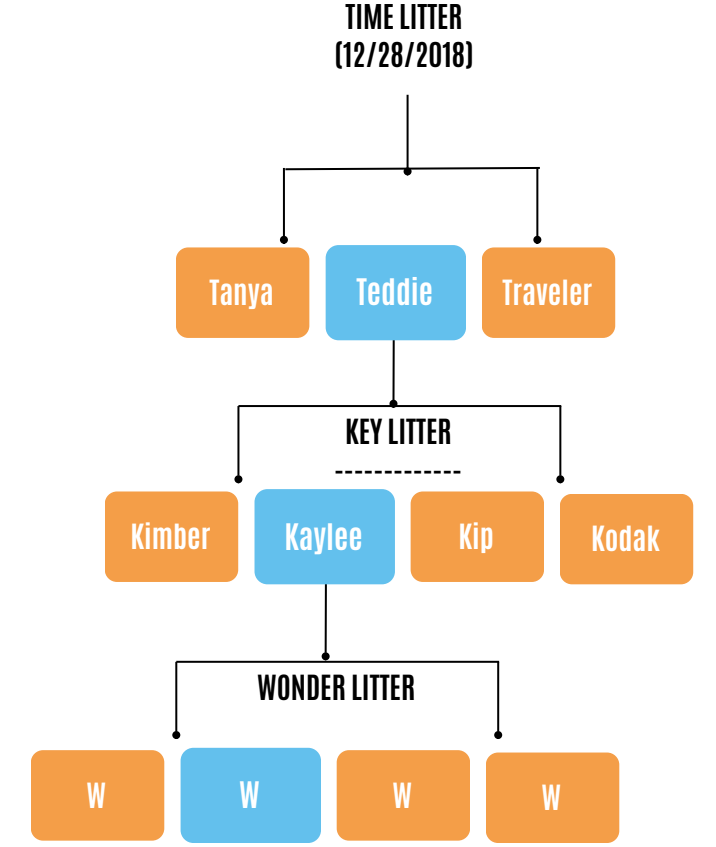 TIME LITTER
(12/28/2018)
Tanya
Teddie
Traveler
KEY LITTER
------------
Kimber
Kaylee
Kip
Kodak
WONDER LITTER
W
W
W
W